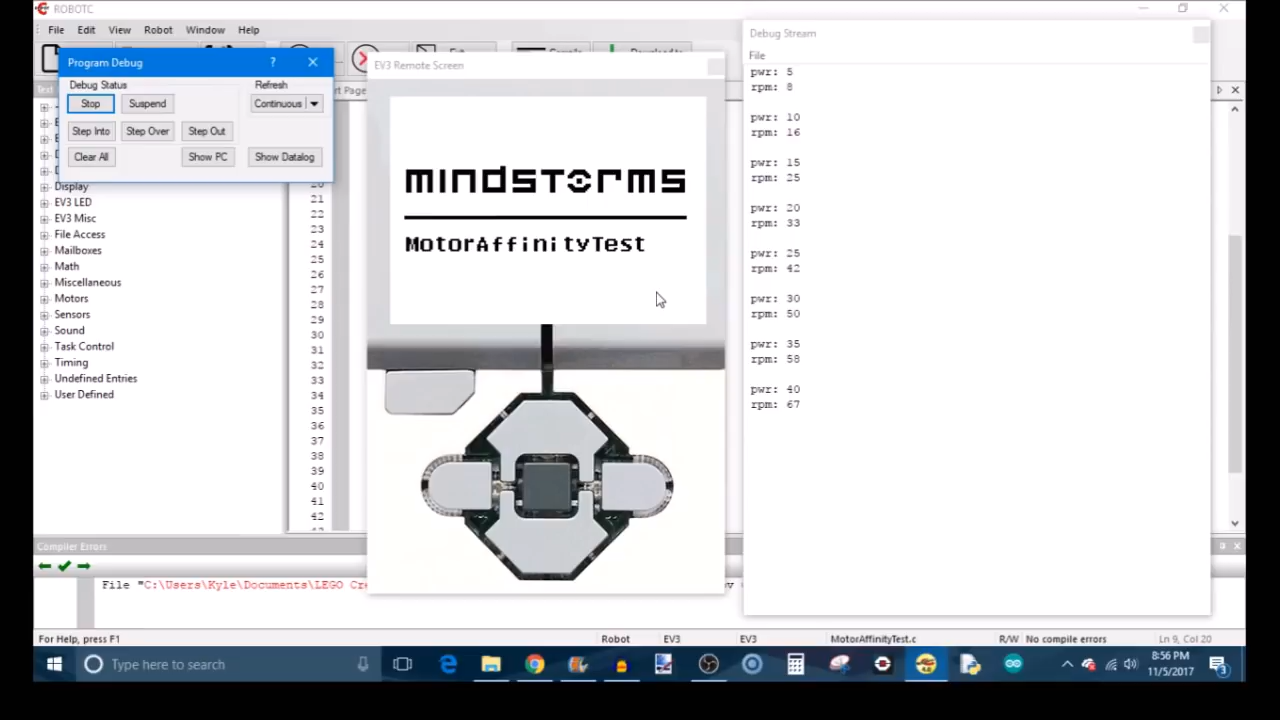 ROBOTC
File Edit View Robot Window Help
Program Debug ?
Debug Status Refresh
Stop Suspend Continuous
Step Into Step Over Step Out
Clear All Show PC Show Datalog
Display
EV3 LED
EV3 Misc
File Access
Mailboxes
Math
Miscellaneous
Motors
Sensors
Sound
Task Control
Timing
Undefined Entries
User Defined
21
22
23
24
25
26
27
28
29
30
31
32
33
34
35
36
37
38
39
40
41
42
EV3 Remote Screen
mindstorms
MotorAffinityTest
Debug Stream
File
pwr: 5
rpm: 8
pwr: 10
rpm: 16
pwr: 15
rpm: 25
pwr: 20
rpm: 33
pwr: 25
rpm: 42
pwr: 30
rpm: 50
pwr: 35
rpm: 58
pwr: 40
rpm: 67
Compiler Errors
File "C:\Users\Kyle\Documents\LEGO Cre
For Help, press F1 Robot EV3 EV3 MotorAffinityTest.c R/W No compile errors Ln 9, Col 20
Type here to search
8:56 PM
11/5/2017
3